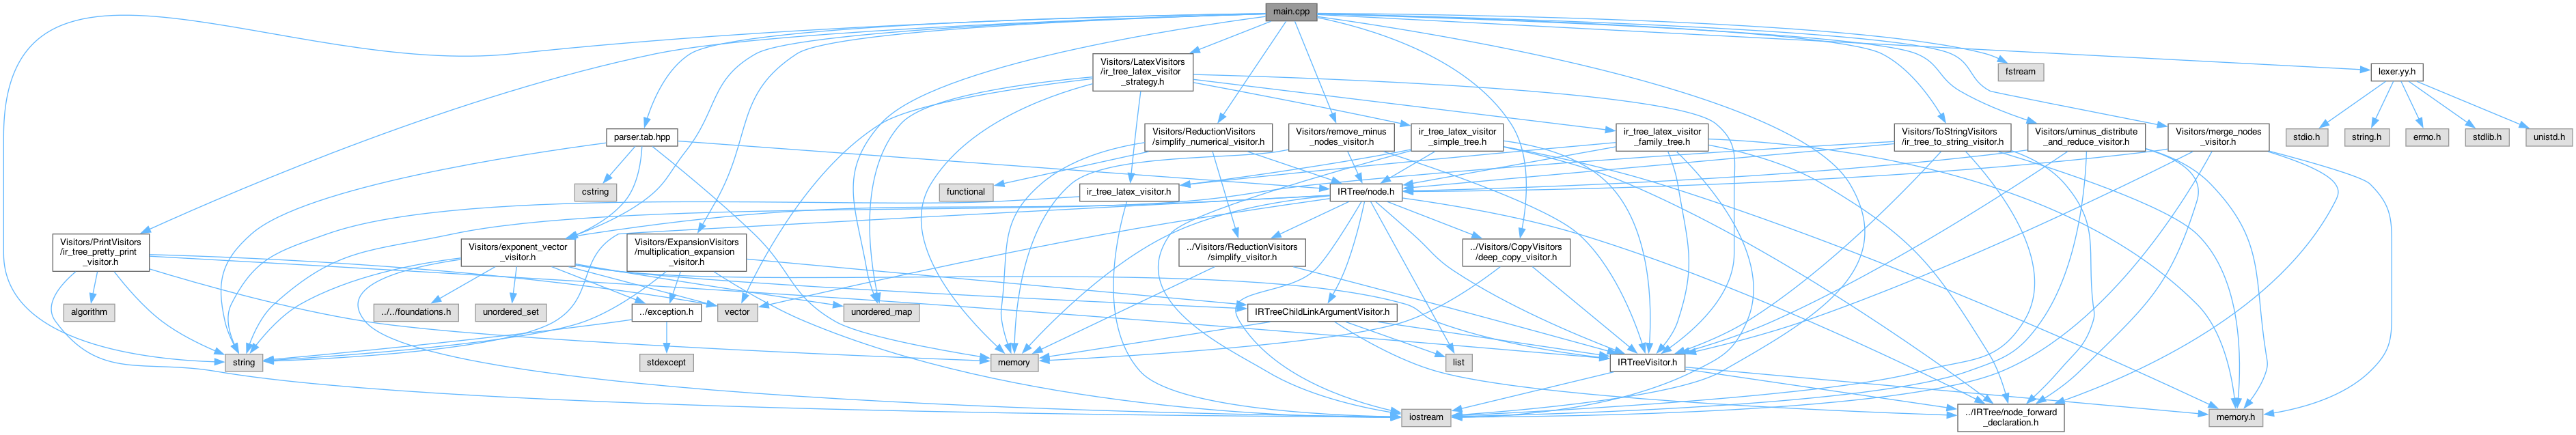 main.cpp
Visitors/LatexVisitors
/ir_tree_latex_visitor
_strategy.h
fstream
lexer.yy.h
parser.tab.hpp
Visitors/ReductionVisitors
/simplify_numerical_visitor.h
Visitors/remove_minus
_nodes_visitor.h
ir_tree_latex_visitor
_simple_tree.h
ir_tree_latex_visitor
_family_tree.h
Visitors/ToStringVisitors
/ir_tree_to_string_visitor.h
Visitors/uminus_distribute
_and_reduce_visitor.h
Visitors/merge_nodes
_visitor.h
stdio.h
string.h
errno.h
stdlib.h
unistd.h
cstring
functional
ir_tree_latex_visitor.h
IRTree/node.h
Visitors/PrintVisitors
/ir_tree_pretty_print
_visitor.h
Visitors/exponent_vector
_visitor.h
Visitors/ExpansionVisitors
/multiplication_expansion
_visitor.h
../Visitors/ReductionVisitors
/simplify_visitor.h
../Visitors/CopyVisitors
/deep_copy_visitor.h
algorithm
../../foundations.h
unordered_set
../exception.h
vector
unordered_map
IRTreeChildLinkArgumentVisitor.h
string
stdexcept
memory
list
IRTreeVisitor.h
iostream
../IRTree/node_forward
_declaration.h
memory.h